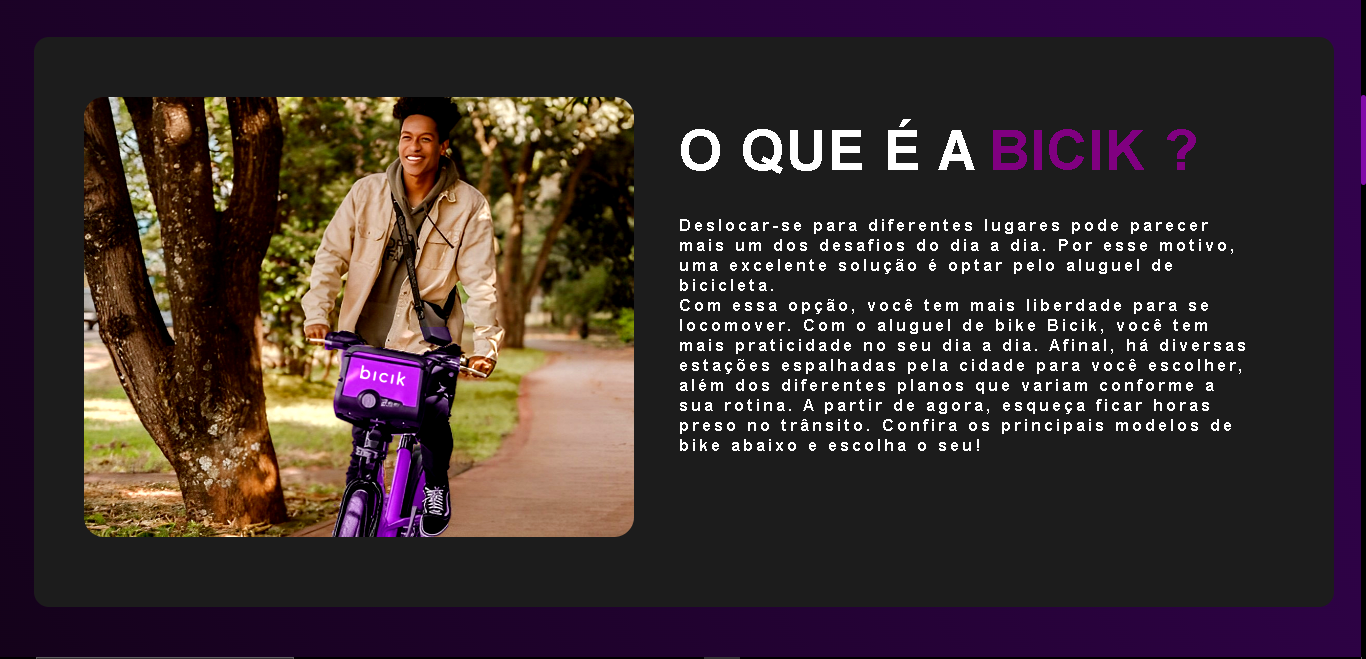 O QUE É A BICIK ?
Deslocar-se para diferentes lugares pode parecer
mais um dos desafios do dia a dia. Por esse motivo,
uma excelente solução é optar pelo aluguel de
bicicleta.
Com essa opção, você tem mais liberdade para se
locomover. Com o aluguel de bike Bicik, você tem
mais praticidade no seu dia a dia. Afinal, há diversas
estações espalhadas pela cidade para você escolher,
além dos diferentes planos que variam conforme a
sua rotina. A partir de agora, esqueça ficar horas
preso no trânsito. Confira os principais modelos de
bike abaixo e escolha o seu!
bıcık